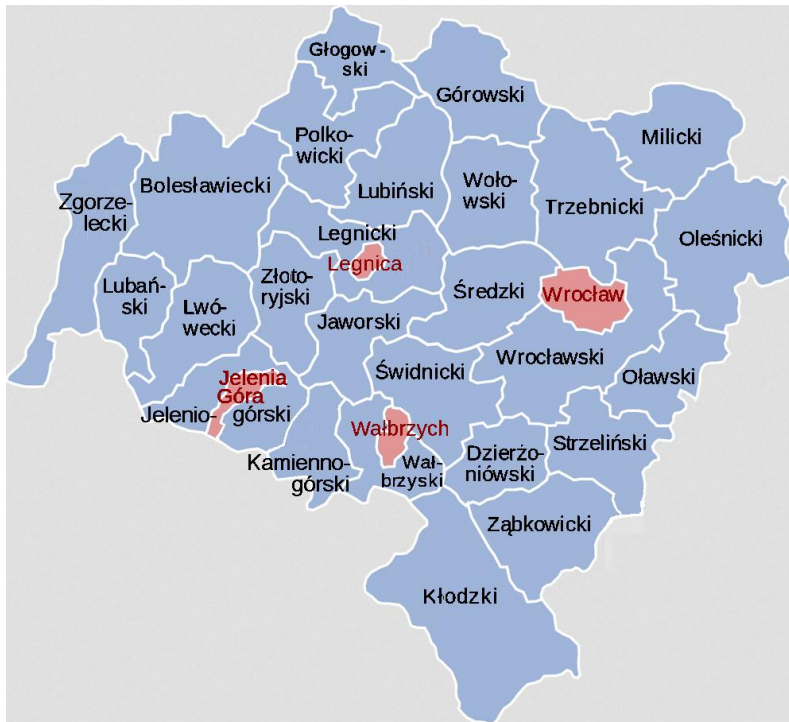 Głogow-
ski
Górowski
Milicki
Polko-
wicki
Bolesławiecki
Lubiński
Woło-
wski
Trzebnicki
Zgorze-
lecki
Legnicki
Oleśnicki
Legnica
Lubań-
ski
Złoto-
ryjski
Średzki
Wrocław
Lwó-
wecki
Jaworski
Wrocławski
Świdnicki
Oławski
Jelenia
Góra
Jelenio-
górski
Wałbrzych
Strzeliński
Kamienno-
górski
Wał-
brzyski
Dzierżo-
niówski
Ząbkowicki
Kłodzki